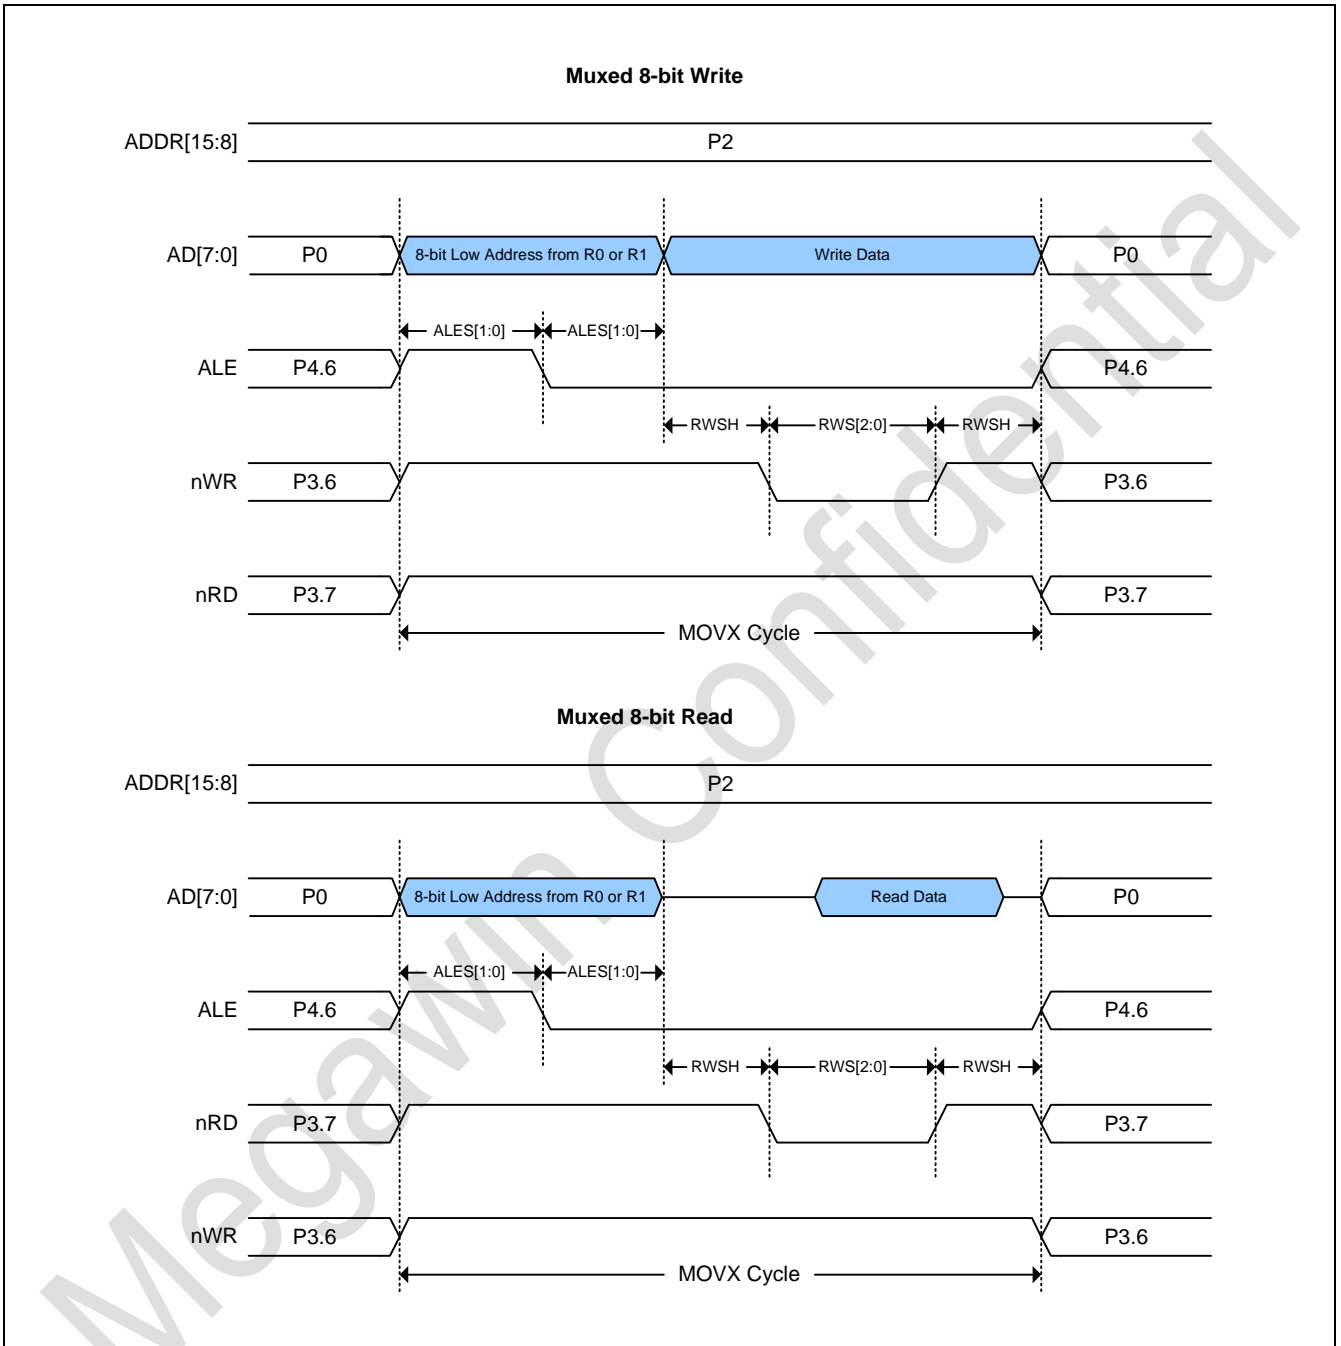 Muxed 8-bit Write
ADDR[15:8] P2
AD[7:0] P0 8-bit Low Address from R0 or R1 Write Data P0
ALES[1:0] ALES[1:0]
ALE P4.6 P4.6
RWSH RWS[2:0] RWSH
nWR P3.6 P3.6
nRD P3.7 P3.7
MOVX Cycle
Muxed 8-bit Read
ADDR[15:8] P2
AD[7:0] P0 8-bit Low Address from R0 or R1 Read Data P0
ALES[1:0] ALES[1:0]
ALE P4.6 P4.6
RWSH RWS[2:0] RWSH
nRD P3.7 P3.7
nWR P3.6 P3.6
MOVX Cycle
Megawin Confidential